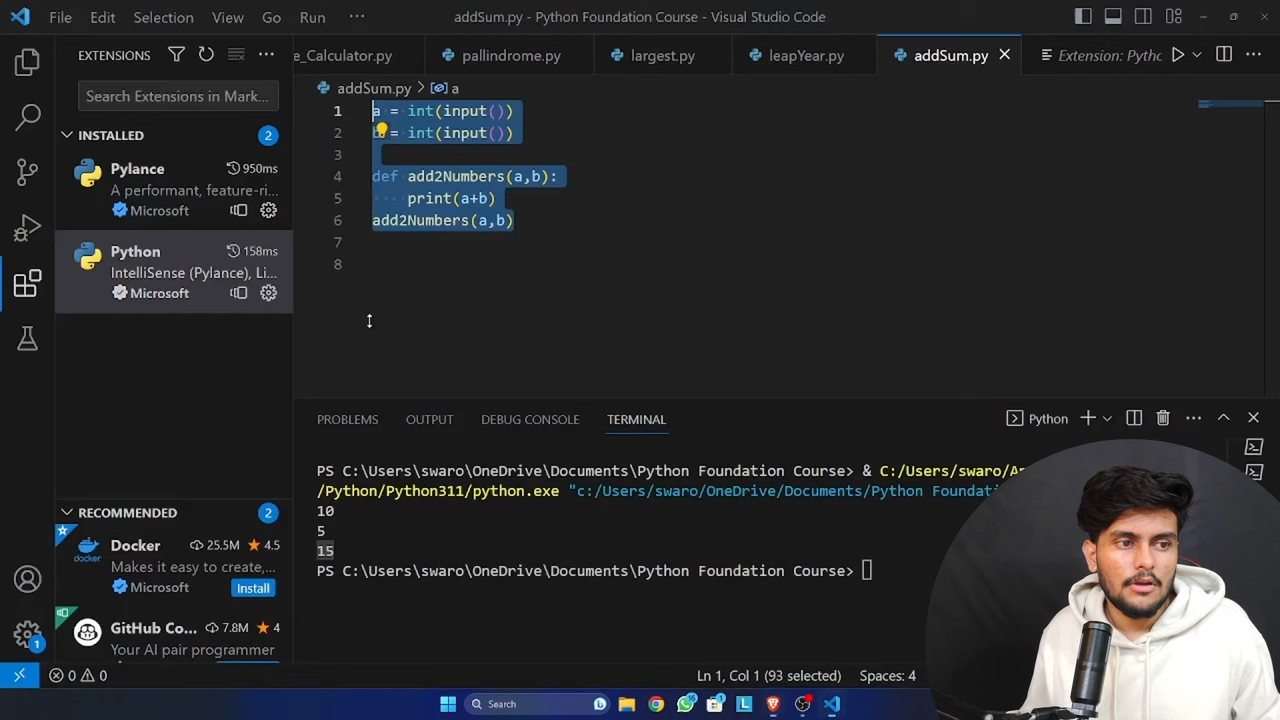 File Edit Selection View Go Run ···
addSum.py - Python Foundation Course - Visual Studio Code
EXTENSIONS
e_Calculator.py pallindrome.py largest.py leapYear.py addSum.py Extension: Pythc
addSum.py > a
Search Extensions in Mark...
INSTALLED 2
Pylance 950ms
A performant, feature-ri...
Microsoft
Python 158ms
IntelliSense (Pylance), Li...
Microsoft
1 a = int(input())
2 = int(input())
3
4 def add2Numbers(a,b):
5 print(a+b)
6 add2Numbers(a,b)
7
8
PROBLEMS OUTPUT DEBUG CONSOLE TERMINAL
Python
PS C:\Users\swaro\OneDrive\Documents\Python Foundation Course> & C:/Users/swaro/Ap
/Python/Python311/python.exe "c:/Users/swaro/OneDrive/Documents/Python Foundatio
10
5
15
PS C:\Users\swaro\OneDrive\Documents\Python Foundation Course>
RECOMMENDED 2
Docker 25.5M 4.5
Makes it easy to create,...
Microsoft Install
GitHub Co... 7.8M 4
Your AI pair programmer
1
0 0 Ln 1, Col 1 (93 selected) Spaces: 4
Search